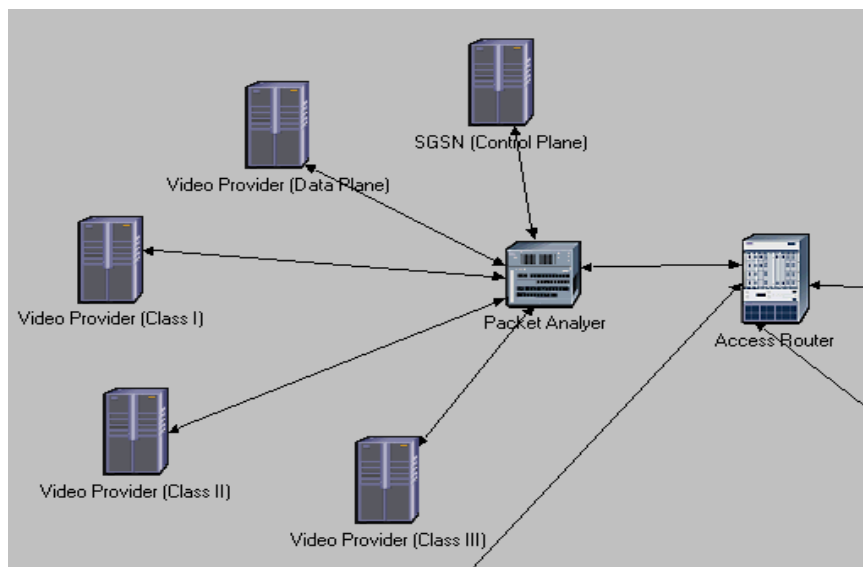 SGSN (Control Plane)
Video Provider (Data Plane)
Video Provider (Class I)
Packet Analyer
Access Router
Video Provider (Class II)
Video Provider (Class III)